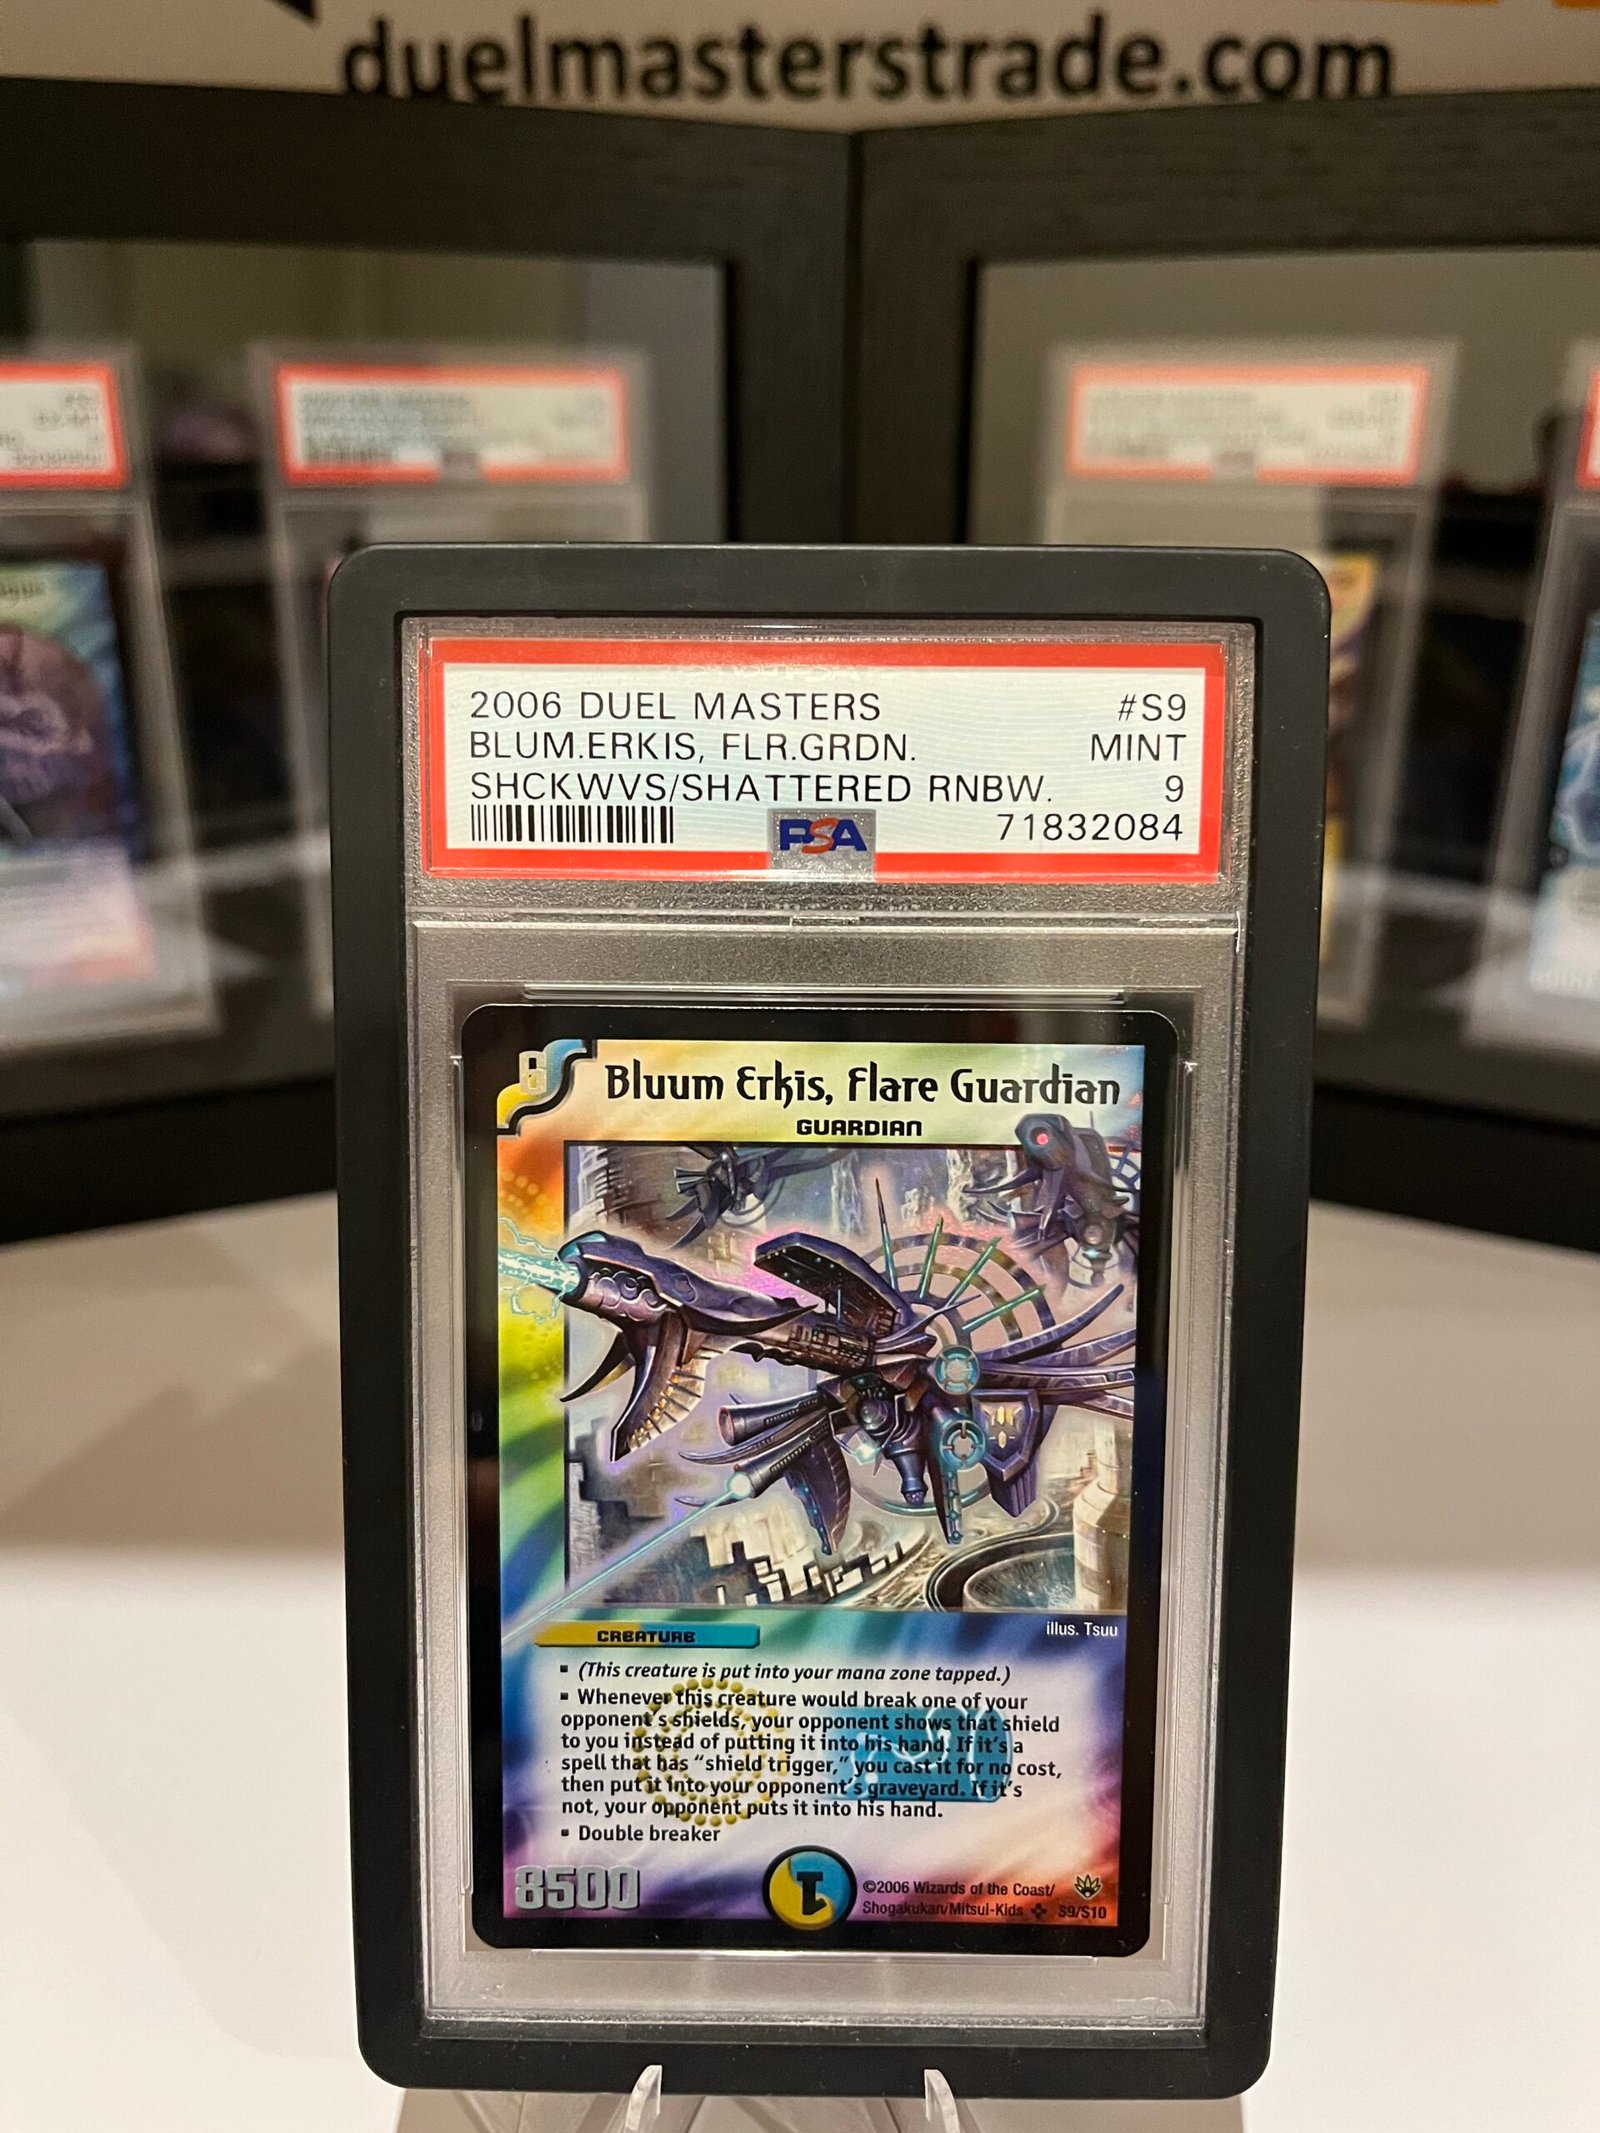 duelmasterstrade.com
2006 DUEL MASTERS #S9
BLUM.ERKIS, FLR.GRDN. MINT
SHCKWVS/SHATTERED RNBW. 9
PSA 71832084
Bluum Erkis, Flare Guardian
GUARDIAN
illus. Tsuu
CREATURE
▪ (This creature is put into your mana zone tapped.)
▪ Whenever this creature would break one of your
opponent's shields, your opponent shows that shield
to you instead of putting it into his hand. If it's a
spell that has "shield trigger," you cast it for no cost,
then put it into your opponent's graveyard. If it's
not, your opponent puts it into his hand.
▪ Double breaker
8500
1
©2006 Wizards of the Coast/
Shogakukan/Mitsui-Kids S9/S10